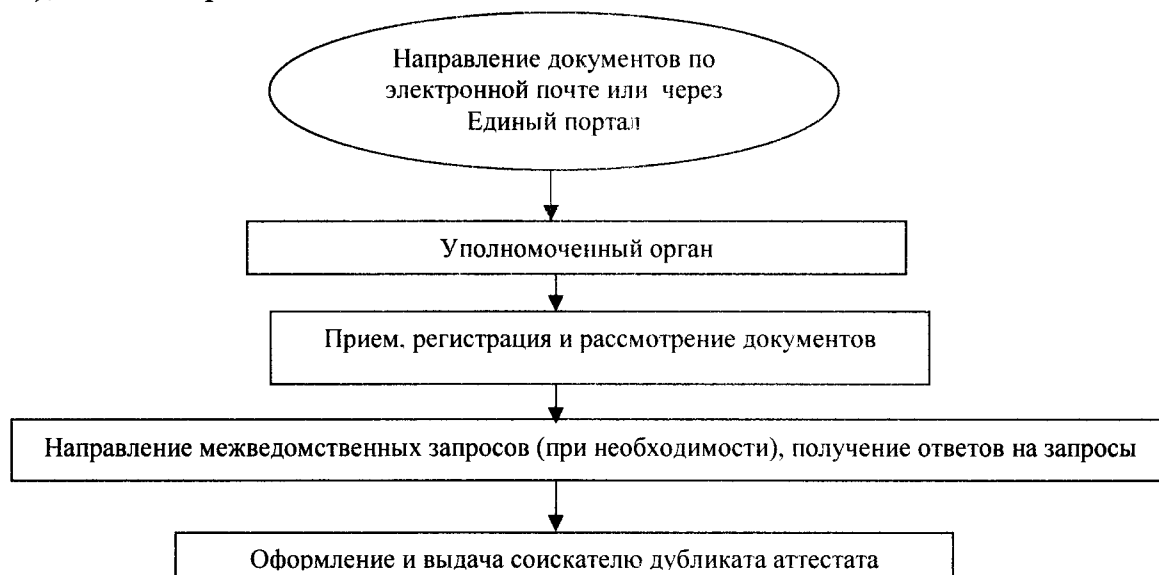 Направление документов по
электронной почте или через
Единый портал
Уполномоченный орган
Прием, регистрация и рассмотрение документов
Направление межведомственных запросов (при необходимости), получение ответов на запросы
Оформление и выдача соискателю дубликата аттестата